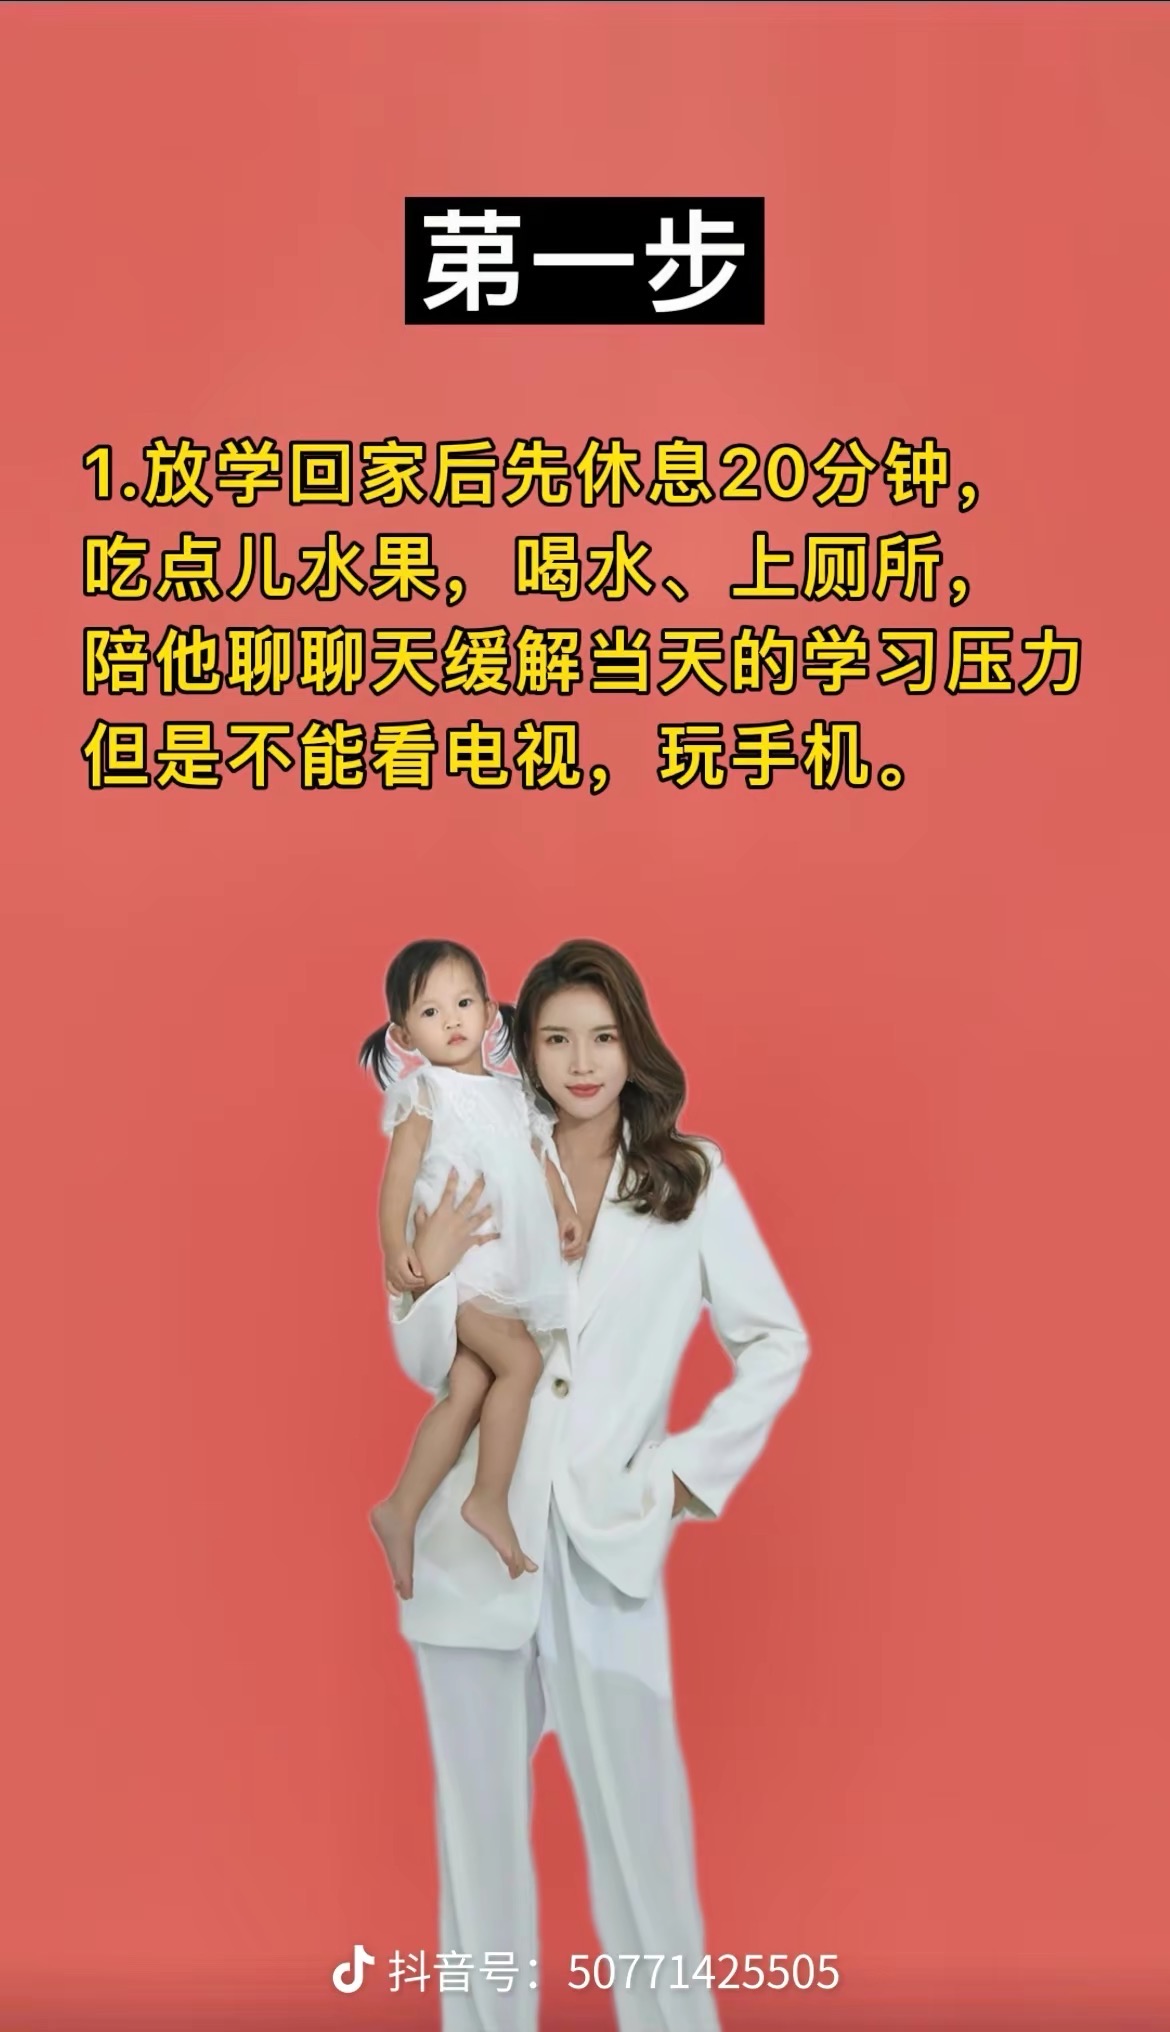 第一步
1.放学回家后先休息20分钟，
吃点儿水果，喝水、上厕所，
陪他聊聊天缓解当天的学习压力
但是不能看电视，玩手机。
抖音号：50771425505